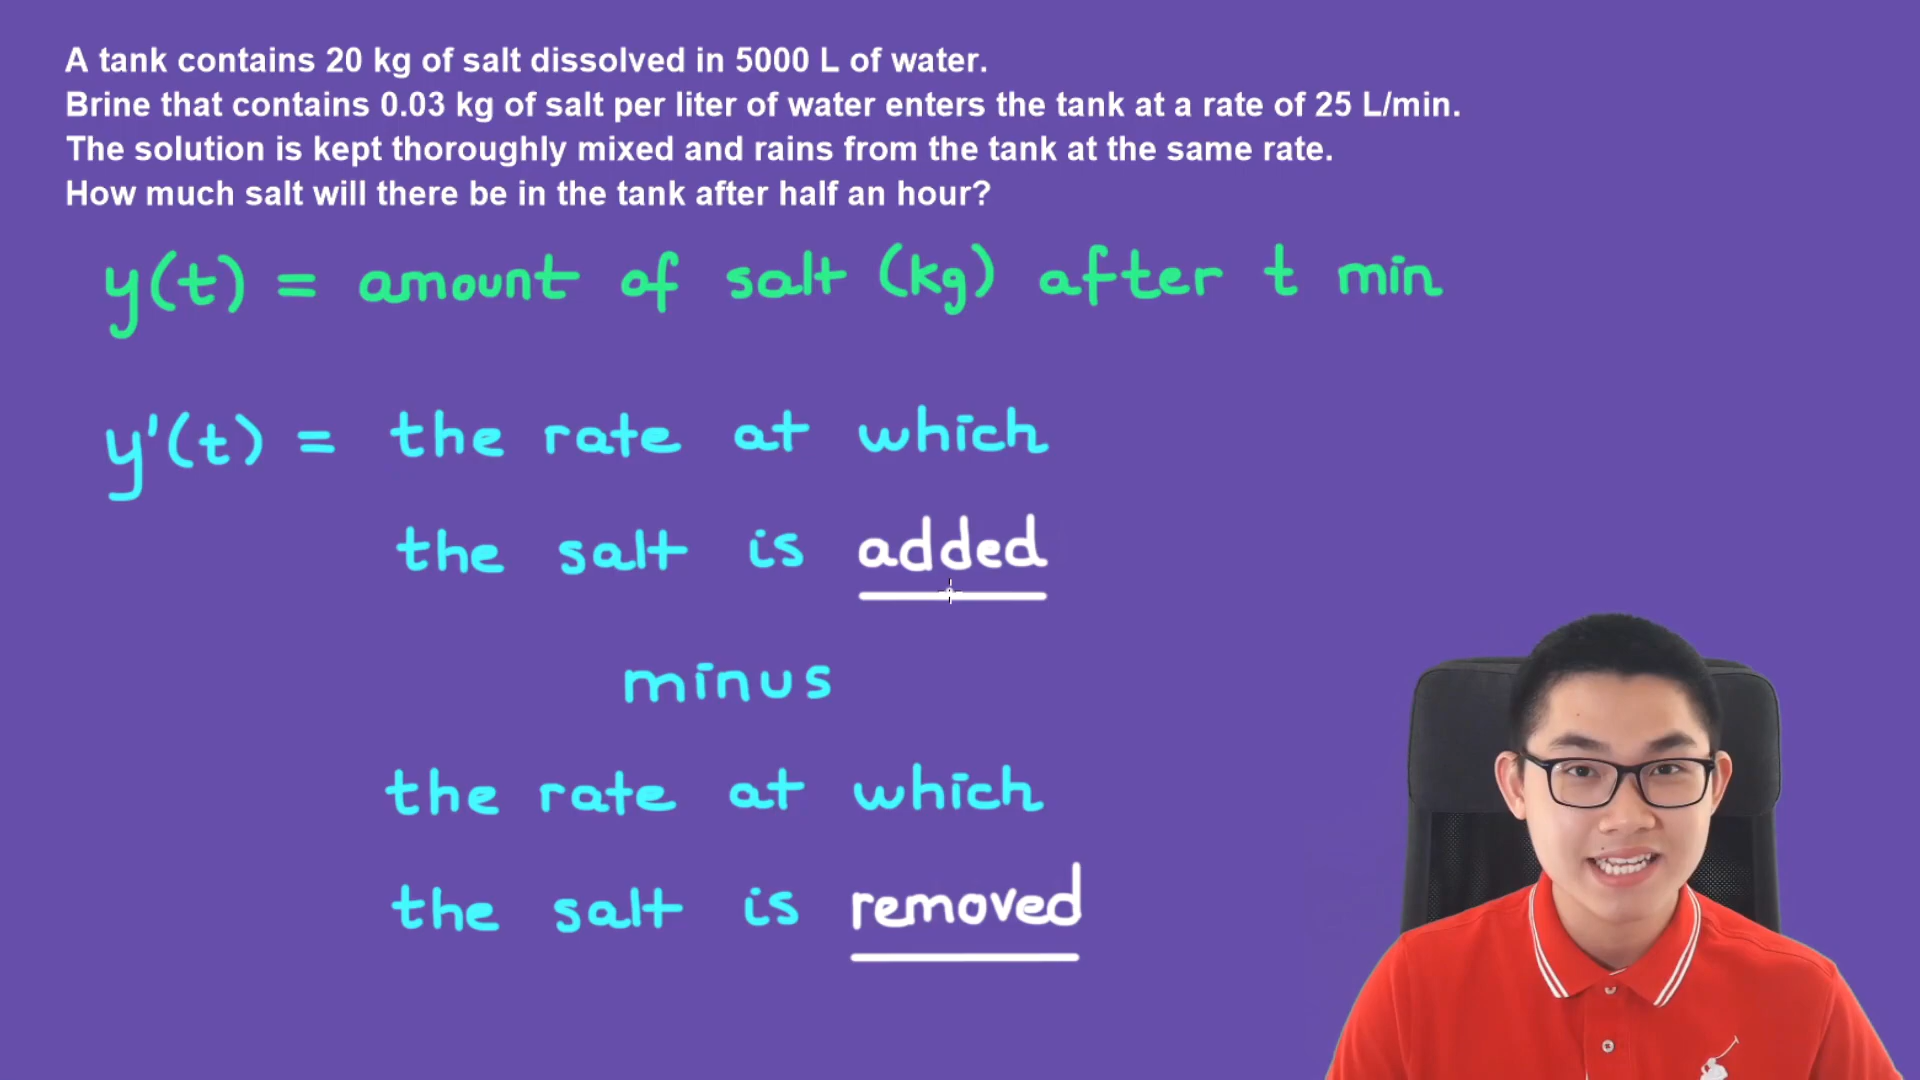 A tank contains 20 kg of salt dissolved in 5000 L of water.
Brine that contains 0.03 kg of salt per liter of water enters the tank at a rate of 25 L/min.
The solution is kept thoroughly mixed and rains from the tank at the same rate.
How much salt will there be in the tank after half an hour?
y(t) = amount of salt (kg) after t min
y'(t) = the rate at which
the salt is added
minus
the rate at which
the salt is removed